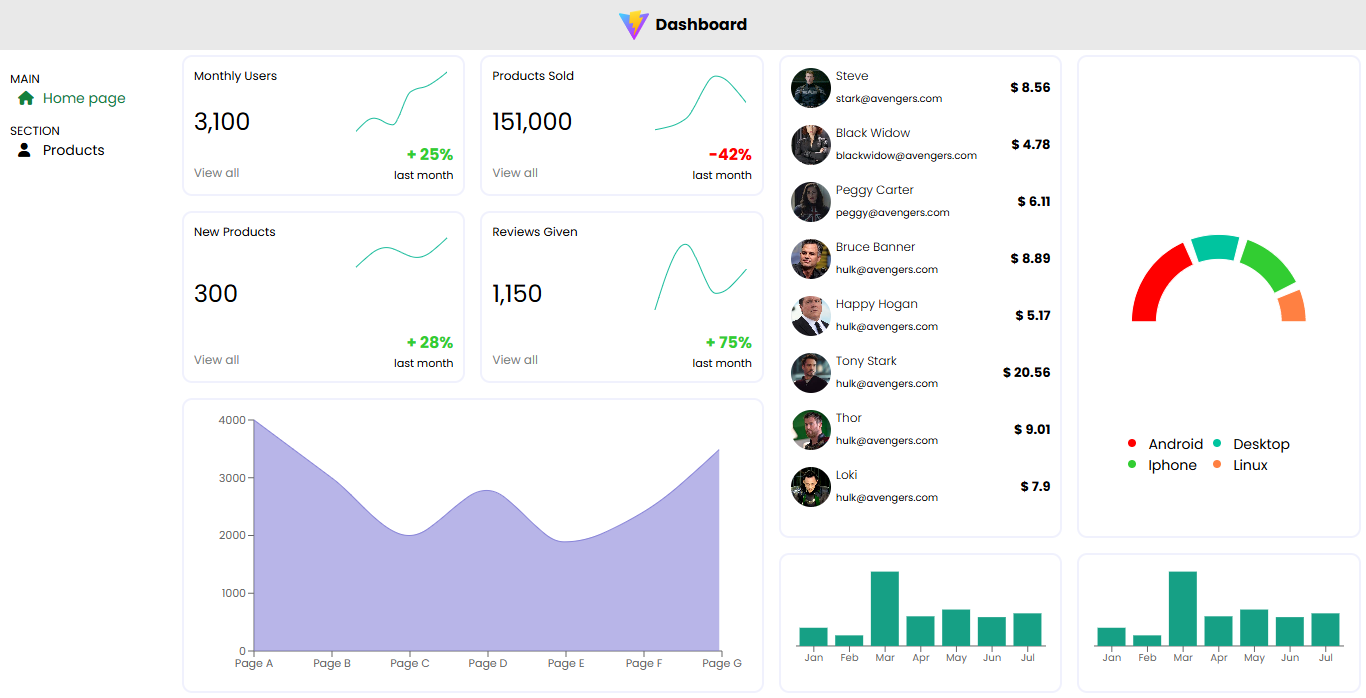 Dashboard
MAIN
Home page
SECTION
Products
Monthly Users
3,100
+ 25%
View all
last month
Products Sold
151,000
-42%
View all
last month
New Products
300
+ 28%
View all
last month
Reviews Given
1,150
+ 75%
View all
last month
4000
3000
2000
1000
0
Page A Page B Page C Page D Page E Page F Page G
Steve
stark@avengers.com
$ 8.56
Black Widow
blackwidow@avengers.com
$ 4.78
Peggy Carter
peggy@avengers.com
$ 6.11
Bruce Banner
hulk@avengers.com
$ 8.89
Happy Hogan
hulk@avengers.com
$ 5.17
Tony Stark
hulk@avengers.com
$ 20.56
Thor
hulk@avengers.com
$ 9.01
Loki
hulk@avengers.com
$ 7.9
Android Desktop
Iphone Linux
Jan Feb Mar Apr May Jun Jul
Jan Feb Mar Apr May Jun Jul